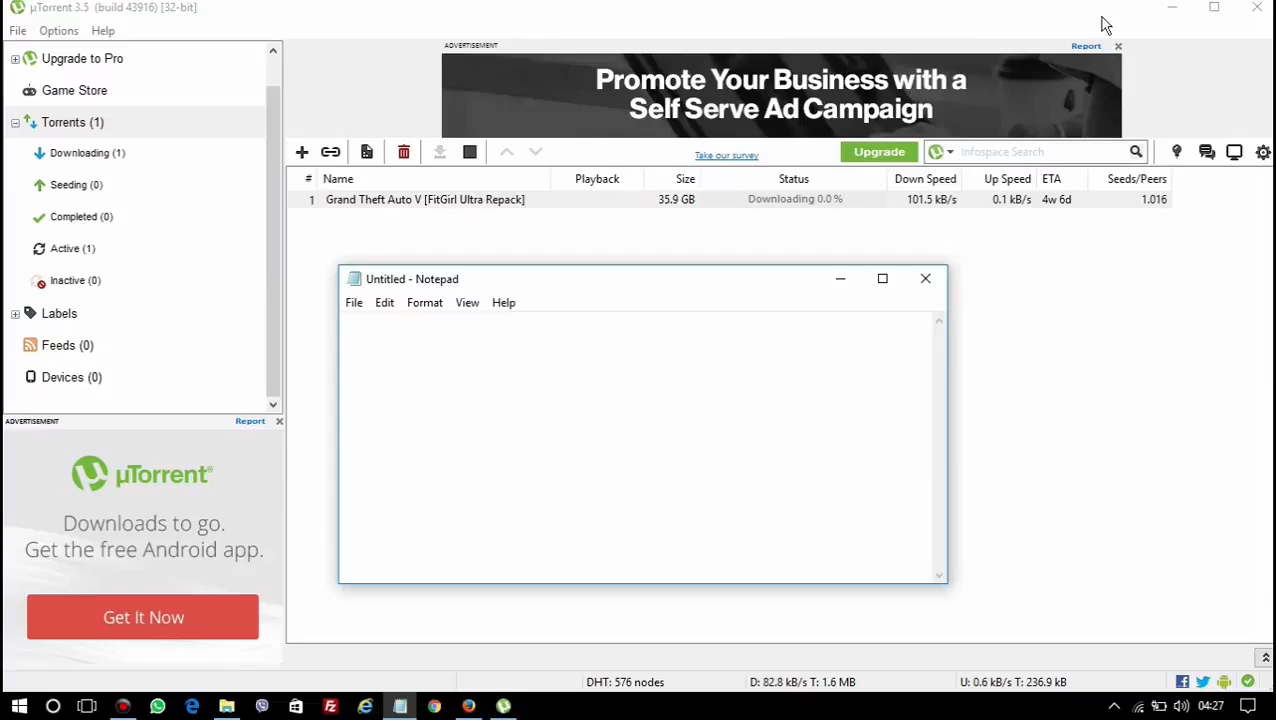 µTorrent 3.5 (build 43916) [32-bit]
File Options Help
Upgrade to Pro
Game Store
Torrents (1)
Downloading (1)
Seeding (0)
Completed (0)
Active (1)
Inactive (0)
Labels
Feeds (0)
Devices (0)
ADVERTISEMENT Report
µTorrent®
Downloads to go.
Get the free Android app.
Get It Now
ADVERTISEMENT Report
Promote Your Business with a
Self Serve Ad Campaign
Take our survey Upgrade Infospace Search
# Name Playback Size Status Down Speed Up Speed ETA Seeds/Peers
1 Grand Theft Auto V [FitGirl Ultra Repack] 35.9 GB Downloading 0.0 % 101.5 kB/s 0.1 kB/s 4w 6d 1.016
Untitled - Notepad
File Edit Format View Help
DHT: 576 nodes D: 82.8 kB/s T: 1.6 MB U: 0.6 kB/s T: 236.9 kB
04:27